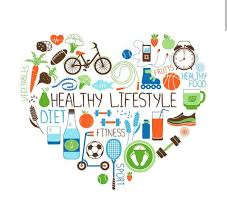 VEGETABLES
FRUITS
HEALTHY
FOOD
HEALTHY LIFESTYLE
DIET
FITNESS
SPORT